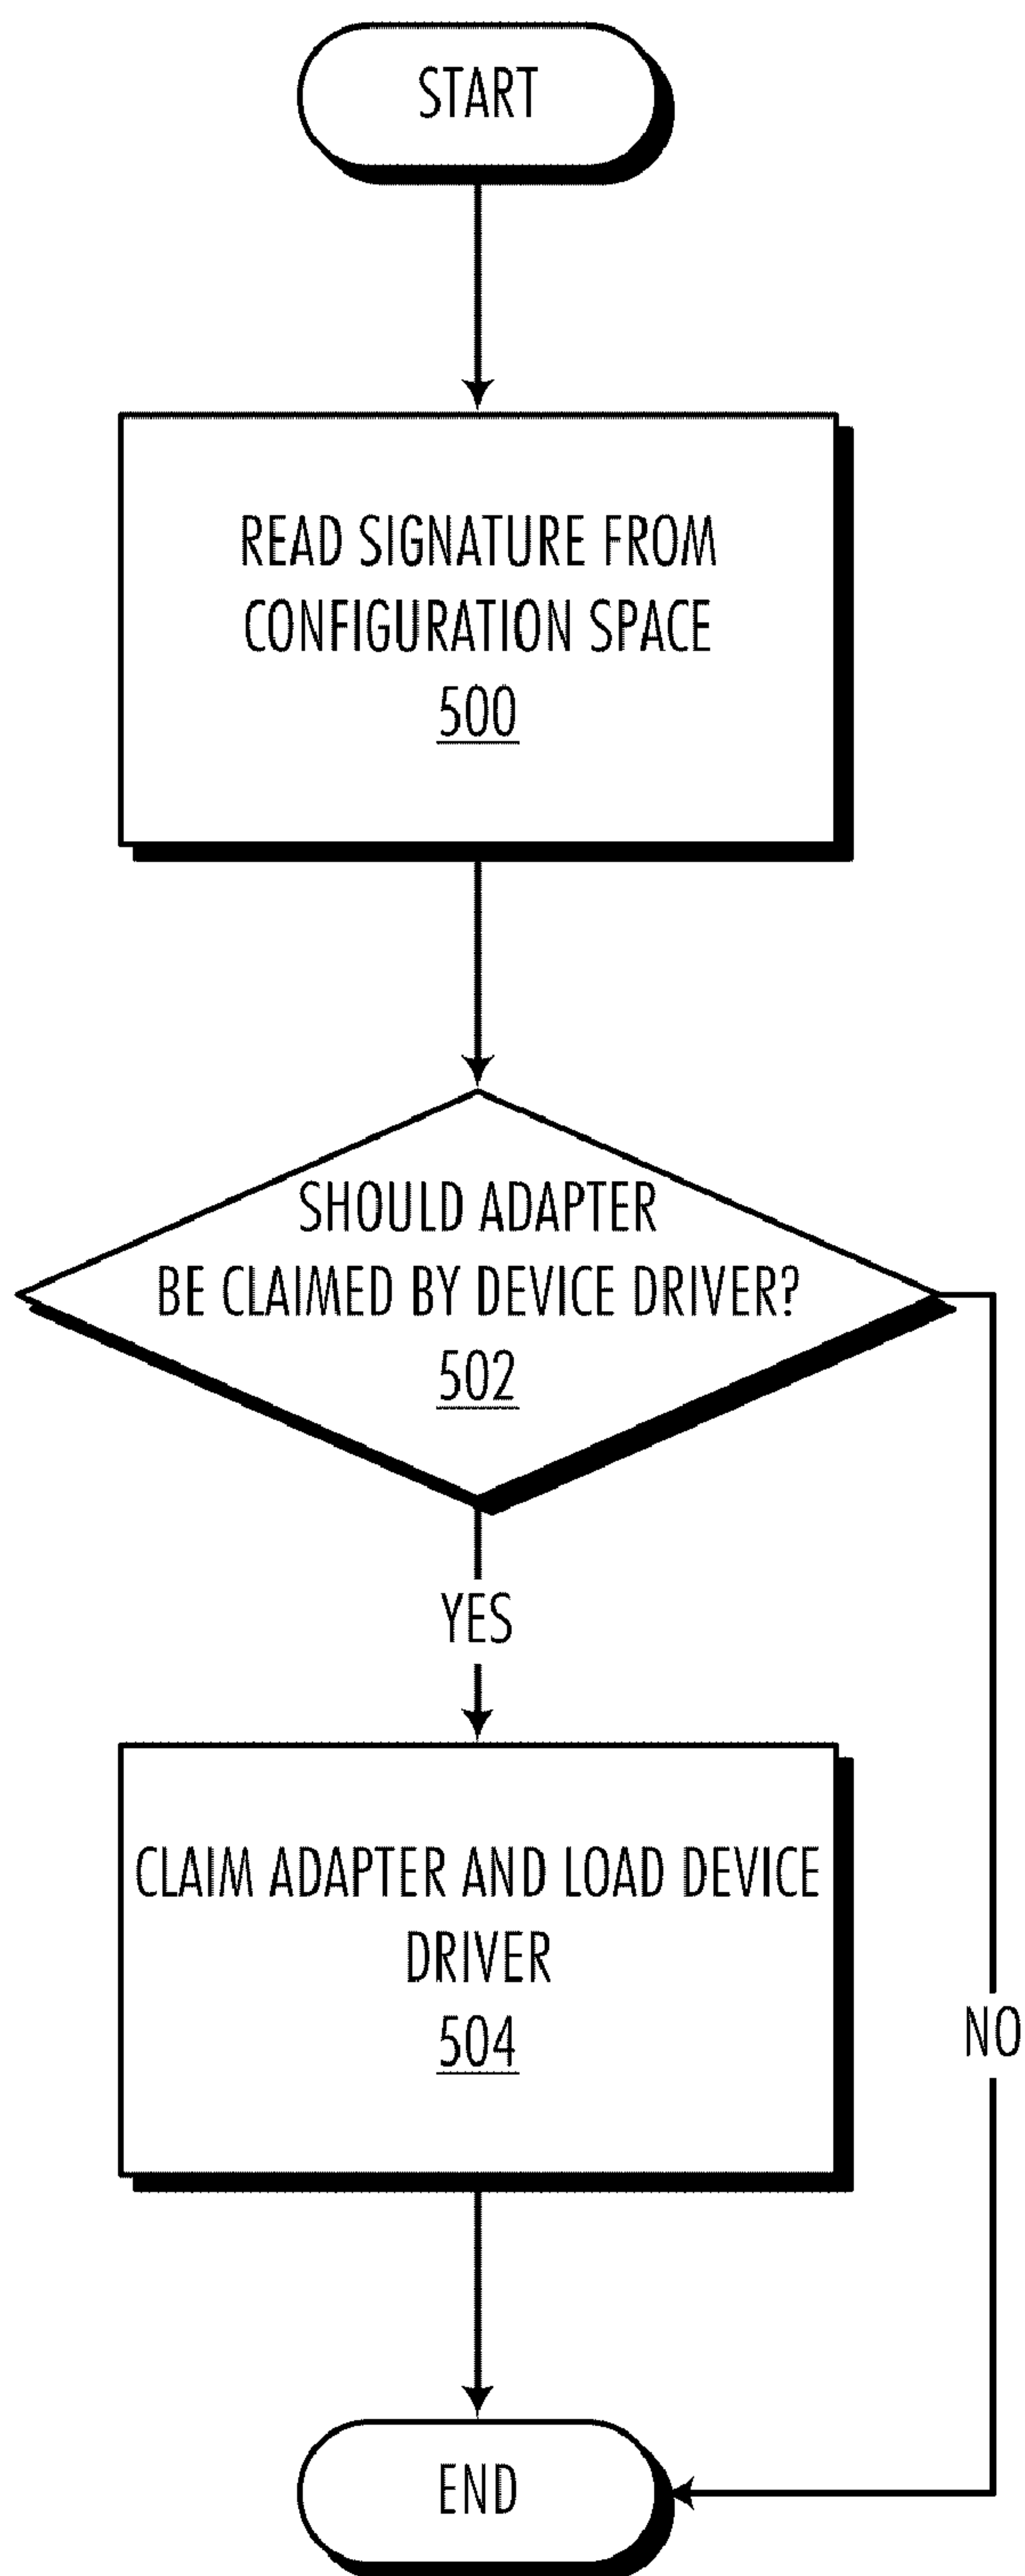 START
READ SIGNATURE FROM
CONFIGURATION SPACE
500
SHOULD ADAPTER
BE CLAIMED BY DEVICE DRIVER?
502
YES
CLAIM ADAPTER AND LOAD DEVICE
DRIVER
504
NO
END